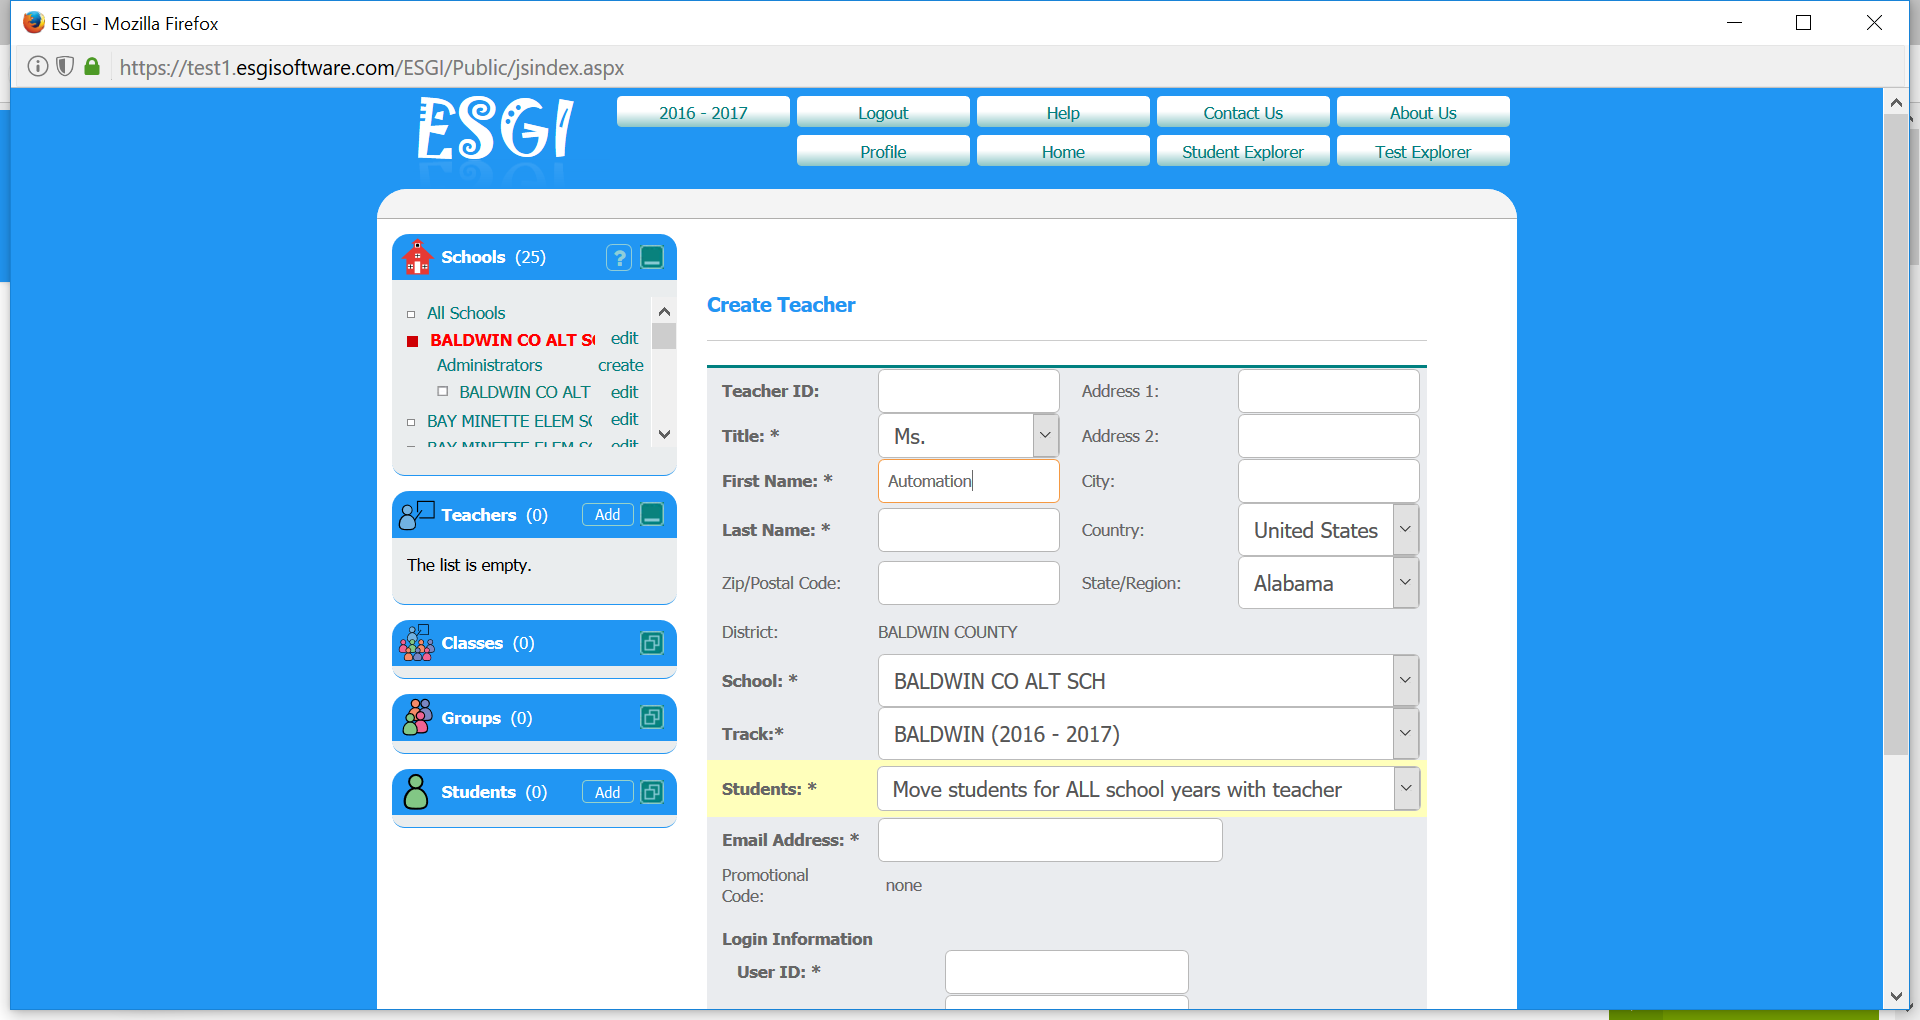 ESGI - Mozilla Firefox
https://test1.esgisoftware.com/ESGI/Public/jsindex.aspx
ESGI
2016 - 2017
Logout
Help
Contact Us
About Us
Profile
Home
Student Explorer
Test Explorer
Schools (25)
?
All Schools
BALDWIN CO ALT SC edit
Administrators create
BALDWIN CO ALT edit
BAY MINETTE ELEM SC edit
BAY MINETTE ELEM SC edit
Teachers (0) Add
The list is empty.
Classes (0)
Groups (0)
Students (0) Add
Create Teacher
Teacher ID:
Address 1:
Title: * Ms.
Address 2:
First Name: * Automation
City:
Last Name: *
Country: United States
Zip/Postal Code:
State/Region: Alabama
District: BALDWIN COUNTY
School: * BALDWIN CO ALT SCH
Track:* BALDWIN (2016 - 2017)
Students: * Move students for ALL school years with teacher
Email Address: *
Promotional
Code:
none
Login Information
User ID: *